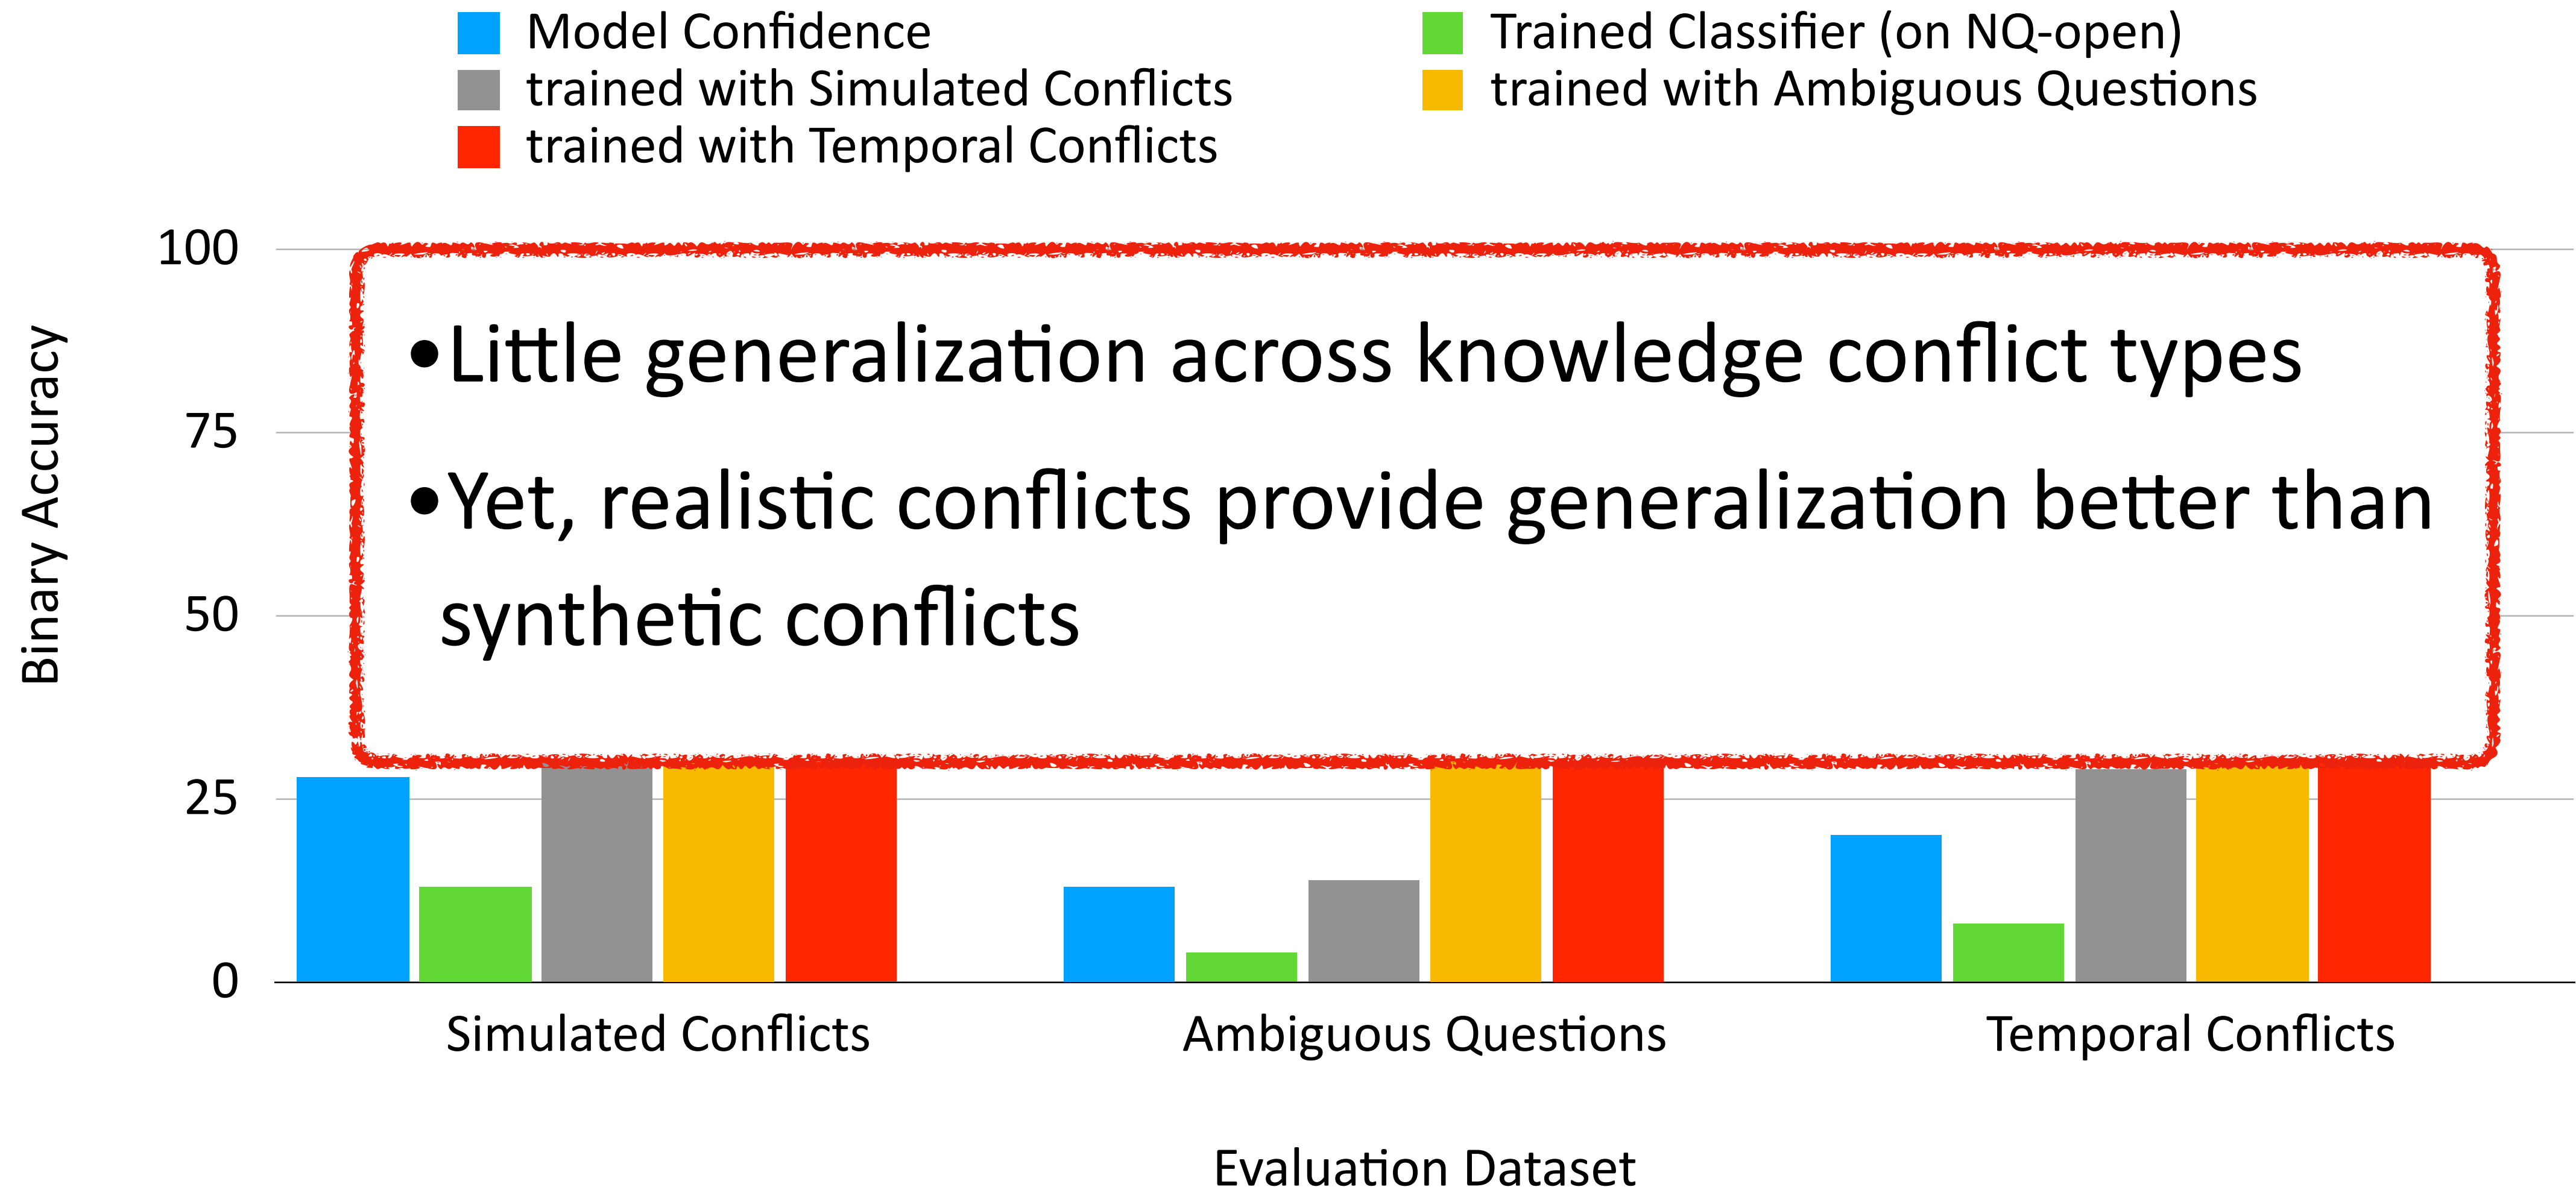 Model Confidence
Trained Classifier (on NQ-open)
trained with Simulated Conflicts
trained with Ambiguous Questions
trained with Temporal Conflicts
100
75
50
25
0
Binary Accuracy
•Little generalization across knowledge conflict types
•Yet, realistic conflicts provide generalization better than
synthetic conflicts
Simulated Conflicts
Ambiguous Questions
Temporal Conflicts
Evaluation Dataset